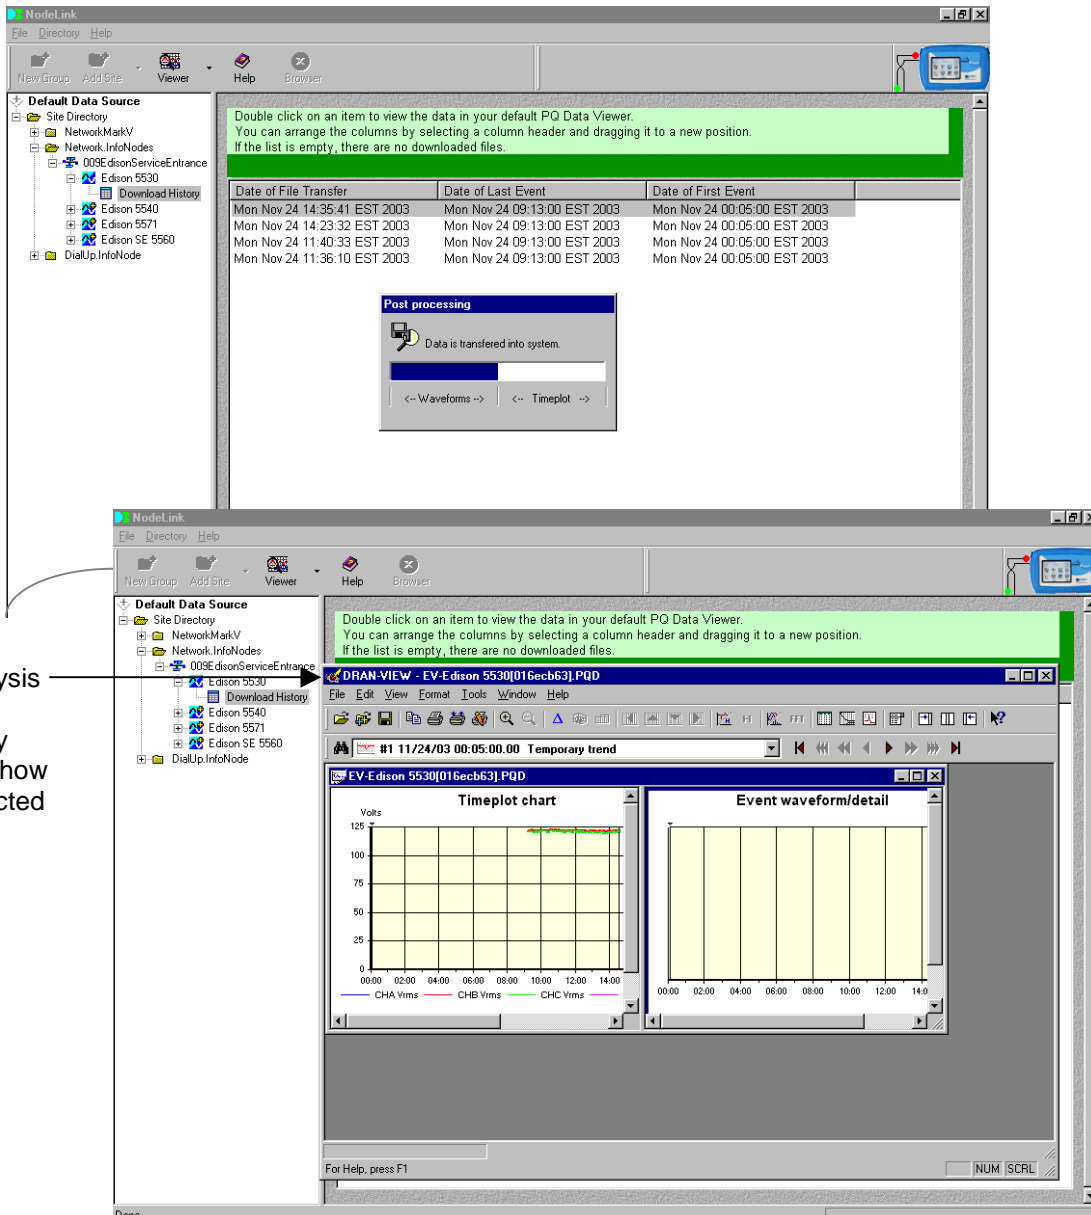 NodeLink
File Directory Help
New Group Add Site Viewer Help Browser
Default Data Source
Site Directory
NetworkMarkV
Network.InfoNodes
009EdisonServiceEntrance
Edison 5530
Download History
Edison 5540
Edison 5571
Edison SE 5560
DialUp.InfoNode
Double click on an item to view the data in your default PQ Data Viewer.
You can arrange the columns by selecting a column header and dragging it to a new position.
If the list is empty, there are no downloaded files.
Date of File Transfer Date of Last Event Date of First Event
Mon Nov 24 14:35:41 EST 2003 Mon Nov 24 09:13:00 EST 2003 Mon Nov 24 00:05:00 EST 2003
Mon Nov 24 14:23:32 EST 2003 Mon Nov 24 09:13:00 EST 2003 Mon Nov 24 00:05:00 EST 2003
Mon Nov 24 11:40:33 EST 2003 Mon Nov 24 09:13:00 EST 2003 Mon Nov 24 00:05:00 EST 2003
Mon Nov 24 11:36:10 EST 2003 Mon Nov 24 09:13:00 EST 2003 Mon Nov 24 00:05:00 EST 2003
Post processing
Data is transfered into system.
<-- Waveforms --> <-- Timeplot -->
NodeLink
File Directory Help
New Group Add Site Viewer Help Browser
Default Data Source
Site Directory
NetworkMarkV
Network.InfoNodes
009EdisonServiceEntrance
Edison 5530
Download History
Edison 5540
Edison 5571
Edison SE 5560
DialUp.InfoNode
Double click on an item to view the data in your default PQ Data Viewer.
You can arrange the columns by selecting a column header and dragging it to a new position.
If the list is empty, there are no downloaded files.
ysis
y
how
cted
DRAN-VIEW - EV-Edison 5530[016ecb63].PQD
File Edit View Format Tools Window Help
FFT
#1 11/24/03 00:05:00.00 Temporary trend
EV-Edison 5530[016ecb63].PQD
Timeplot chart
Volts
125
100
75
50
25
0
00:00 02:00 04:00 06:00 08:00 10:00 12:00 14:00
CHA Vrms CHB Vrms CHC Vrms
Event waveform/detail
00:00 02:00 04:00 06:00 08:00 10:00 12:00 14:0
For Help, press F1
NUM SCRL